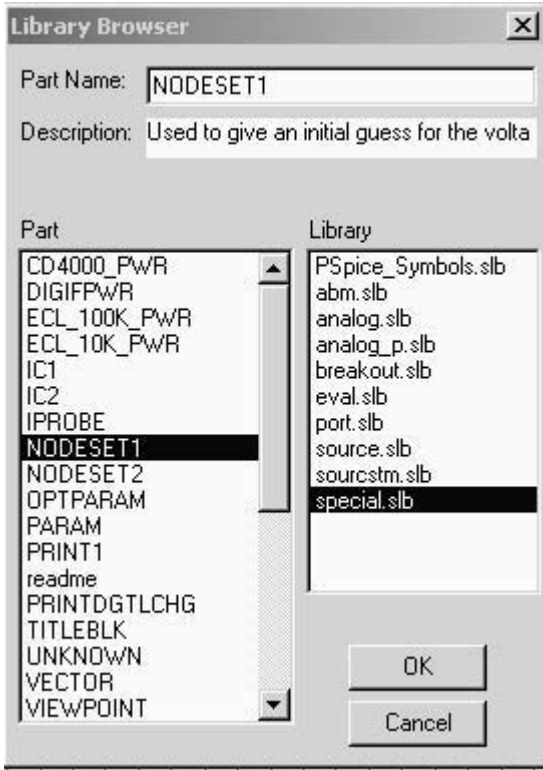 Library Browser
Part Name: NODESET1
Description: Used to give an initial guess for the volta
Part
CD4000_PWR
DIGIFPWR
ECL_100K_PWR
ECL_10K_PWR
IC1
IC2
IPROBE
NODESET1
NODESET2
OPTPARAM
PARAM
PRINT1
readme
PRINTDGTLCHG
TITLEBLK
UNKNOWN
VECTOR
VIEWPOINT
Library
PSpice_Symbols.slb
abm.slb
analog.slb
analog_p.slb
breakout.slb
eval.slb
port.slb
source.slb
sourcstm.slb
special.slb
OK
Cancel